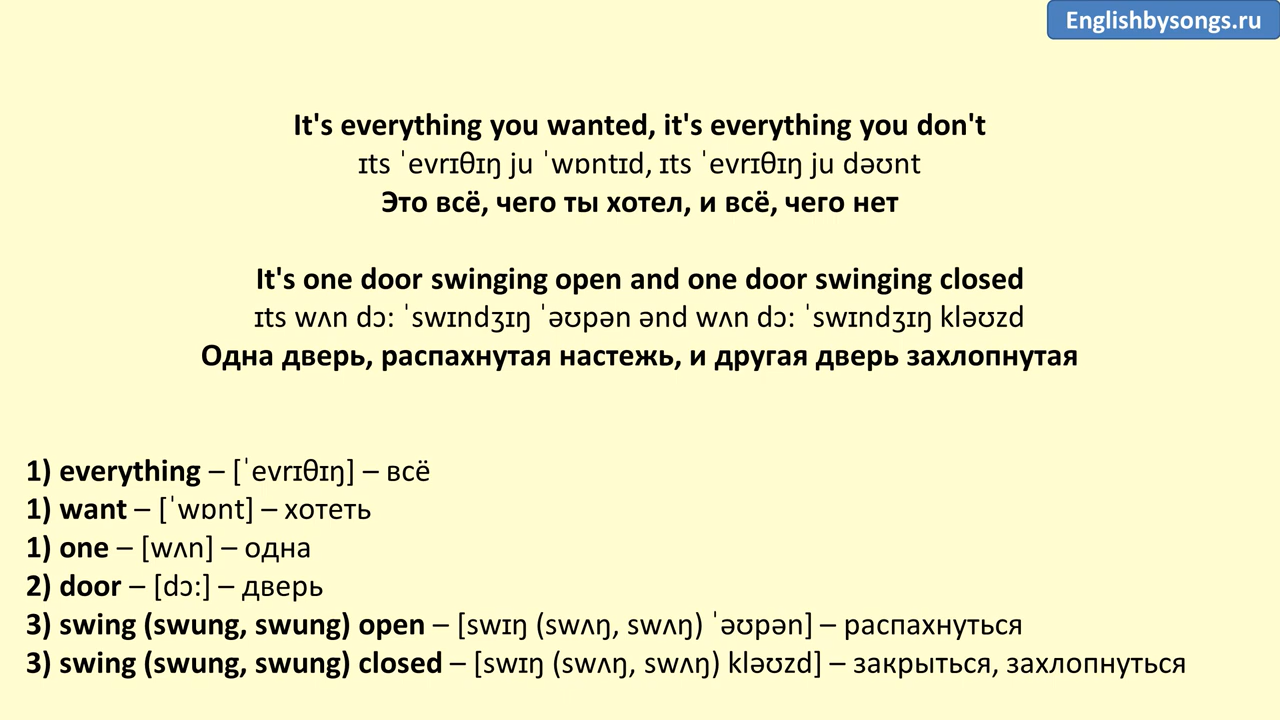 Englishbysongs.ru
It's everything you wanted, it's everything you don't
ɪts ˈevrɪθɪŋ ju ˈwɒntɪd, ɪts ˈevrɪθɪŋ ju dəʊnt
Это всё, чего ты хотел, и всё, чего нет
It's one door swinging open and one door swinging closed
ɪts wʌn dɔ: ˈswɪndʒɪŋ ˈəʊpən ənd wʌn dɔ: ˈswɪndʒɪŋ kləʊzd
Одна дверь, распахнутая настежь, и другая дверь захлопнутая
1) everything – [ˈevrɪθɪŋ] – всё
1) want – [ˈwɒnt] – хотеть
1) one – [wʌn] – одна
2) door – [dɔ:] – дверь
3) swing (swung, swung) open – [swɪŋ (swʌŋ, swʌŋ) ˈəʊpən] – распахнуться
3) swing (swung, swung) closed – [swɪŋ (swʌŋ, swʌŋ) kləʊzd] – закрыться, захлопнуться